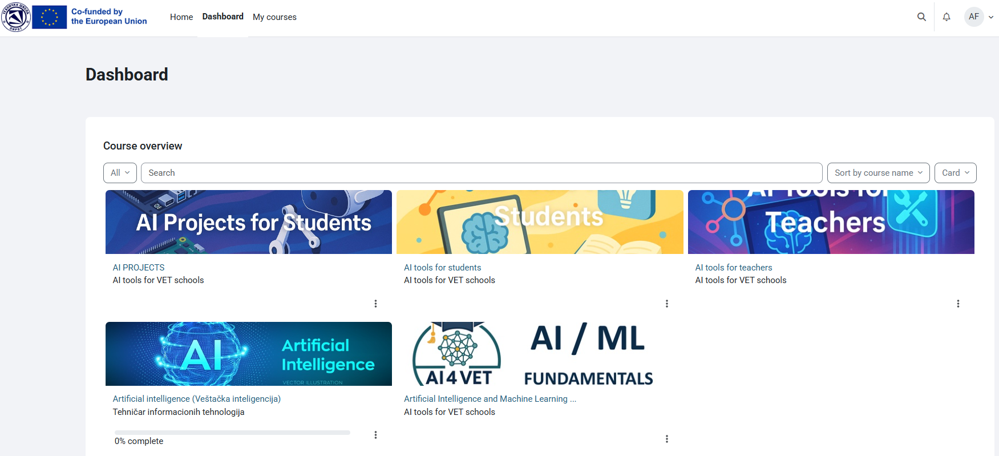 ТЕХНИЧКА ШКОЛА
ПИРОТ
Co-funded by
the European Union
Home
Dashboard
My courses
AF
Dashboard
Course overview
All
Search
Sort by course name
Card
AI Projects for Students
Students
AI Tools for
Teachers
AI PROJECTS
AI tools for VET schools
AI tools for students
AI tools for VET schools
AI tools for teachers
AI tools for VET schools
AI
Artificial
Intelligence
VECTOR ILLUSTRATION
AI4VET
AI / ML
FUNDAMENTALS
Artificial intelligence (Veštačka inteligencija)
Tehničar informacionih tehnologija
0% complete
Artificial Intelligence and Machine Learning ...
AI tools for VET schools